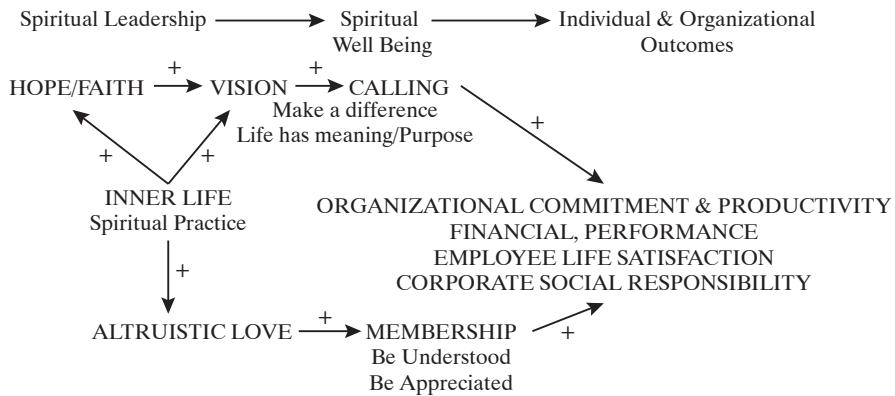 Spiritual Leadership Spiritual Individual & Organizational
Well Being Outcomes
+ +
HOPE/FAITH VISION CALLING
Make a difference
Life has meaning/Purpose
+
+ +
INNER LIFE
Spiritual Practice
ORGANIZATIONAL COMMITMENT & PRODUCTIVITY
FINANCIAL, PERFORMANCE
EMPLOYEE LIFE SATISFACTION
CORPORATE SOCIAL RESPONSIBILITY
+
+
ALTRUISTIC LOVE MEMBERSHIP +
Be Understood
Be Appreciated